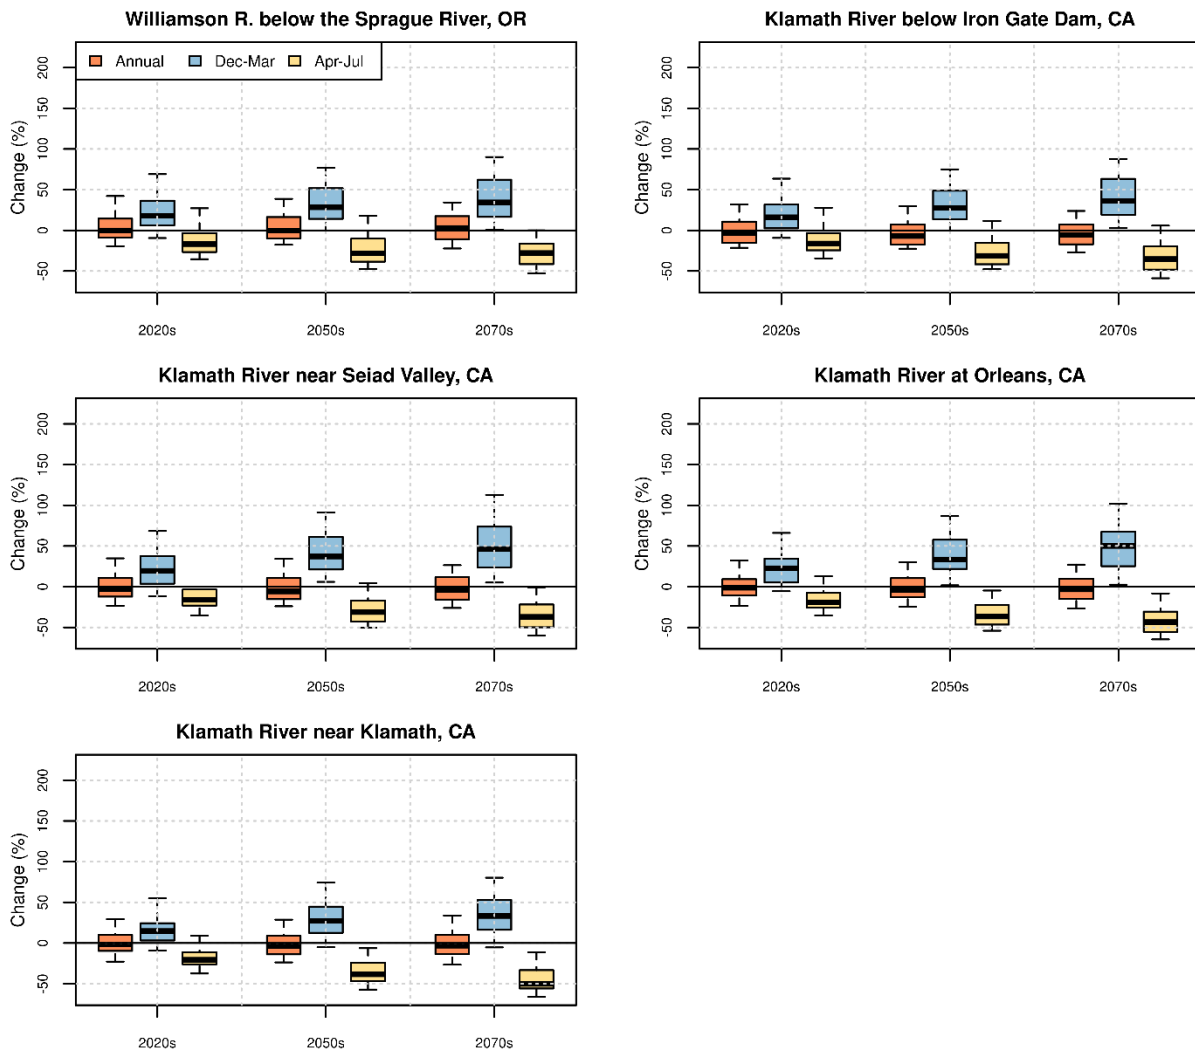 Williamson R. below the Sprague River, OR
Change (%)
200
150
100
50
0
-50
Annual Dec-Mar Apr-Jul
2020s 2050s 2070s
Klamath River below Iron Gate Dam, CA
Change (%)
200
150
100
50
0
-50
2020s 2050s 2070s
Klamath River near Seiad Valley, CA
Change (%)
200
150
100
50
0
-50
2020s 2050s 2070s
Klamath River at Orleans, CA
Change (%)
200
150
100
50
0
-50
2020s 2050s 2070s
Klamath River near Klamath, CA
Change (%)
200
150
100
50
0
-50
2020s 2050s 2070s